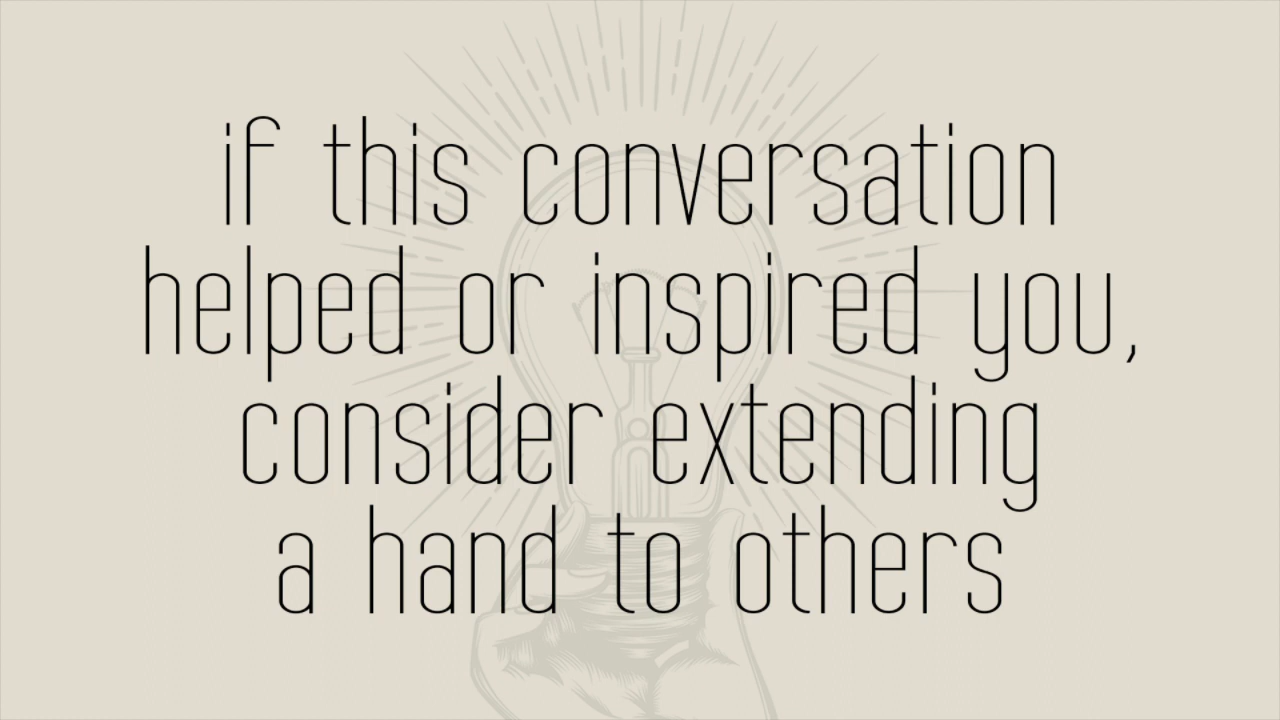 if this conversation
helped or inspired you,
consider extending
a hand to others